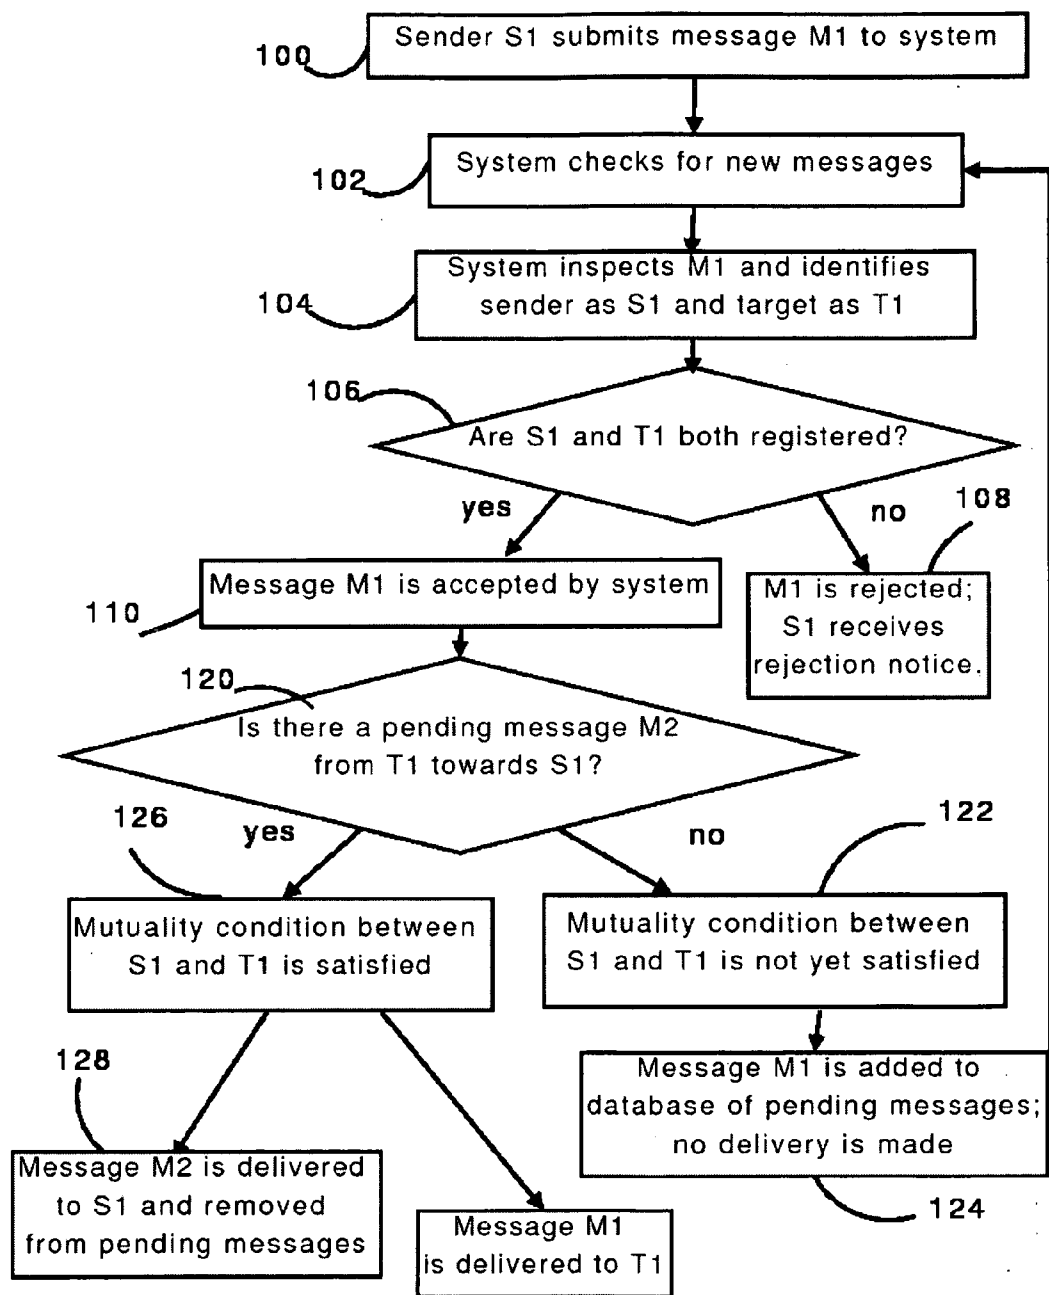 Sender S1 submits message M1 to system
100
System checks for new messages
102
System inspects M1 and identifies
sender as S1 and target as T1
104
106
Are S1 and T1 both registered?
yes
no
108
Message M1 is accepted by system
110
M1 is rejected;
S1 receives
rejection notice.
120
Is there a pending message M2
from T1 towards S1?
126
yes
no
122
Mutuality condition between
S1 and T1 is satisfied
Mutuality condition between
S1 and T1 is not yet satisfied
128
Message M1 is added to
database of pending messages;
no delivery is made
Message M2 is delivered
to S1 and removed
from pending messages
124
Message M1
is delivered to T1